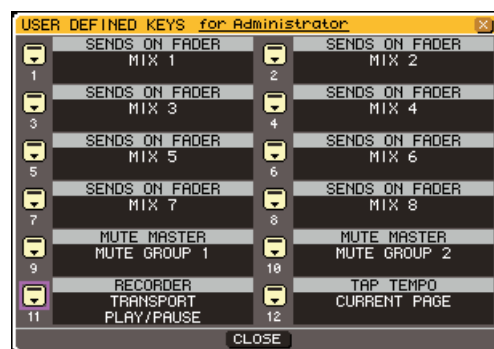 USER DEFINED KEYS for Administrator
SENDS ON FADER
MIX 1
1
SENDS ON FADER
MIX 2
2
SENDS ON FADER
MIX 3
3
SENDS ON FADER
MIX 4
4
SENDS ON FADER
MIX 5
5
SENDS ON FADER
MIX 6
6
SENDS ON FADER
MIX 7
7
SENDS ON FADER
MIX 8
8
MUTE MASTER
MUTE GROUP 1
9
MUTE MASTER
MUTE GROUP 2
10
RECORDER
TRANSPORT
PLAY/PAUSE
11
TAP TEMPO
CURRENT PAGE
12
CLOSE